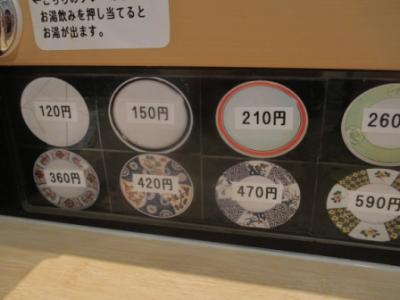 お湯飲みを押し当てると
お湯が出ます。
120円
150円
210円
260
360円
420円
470円
590円